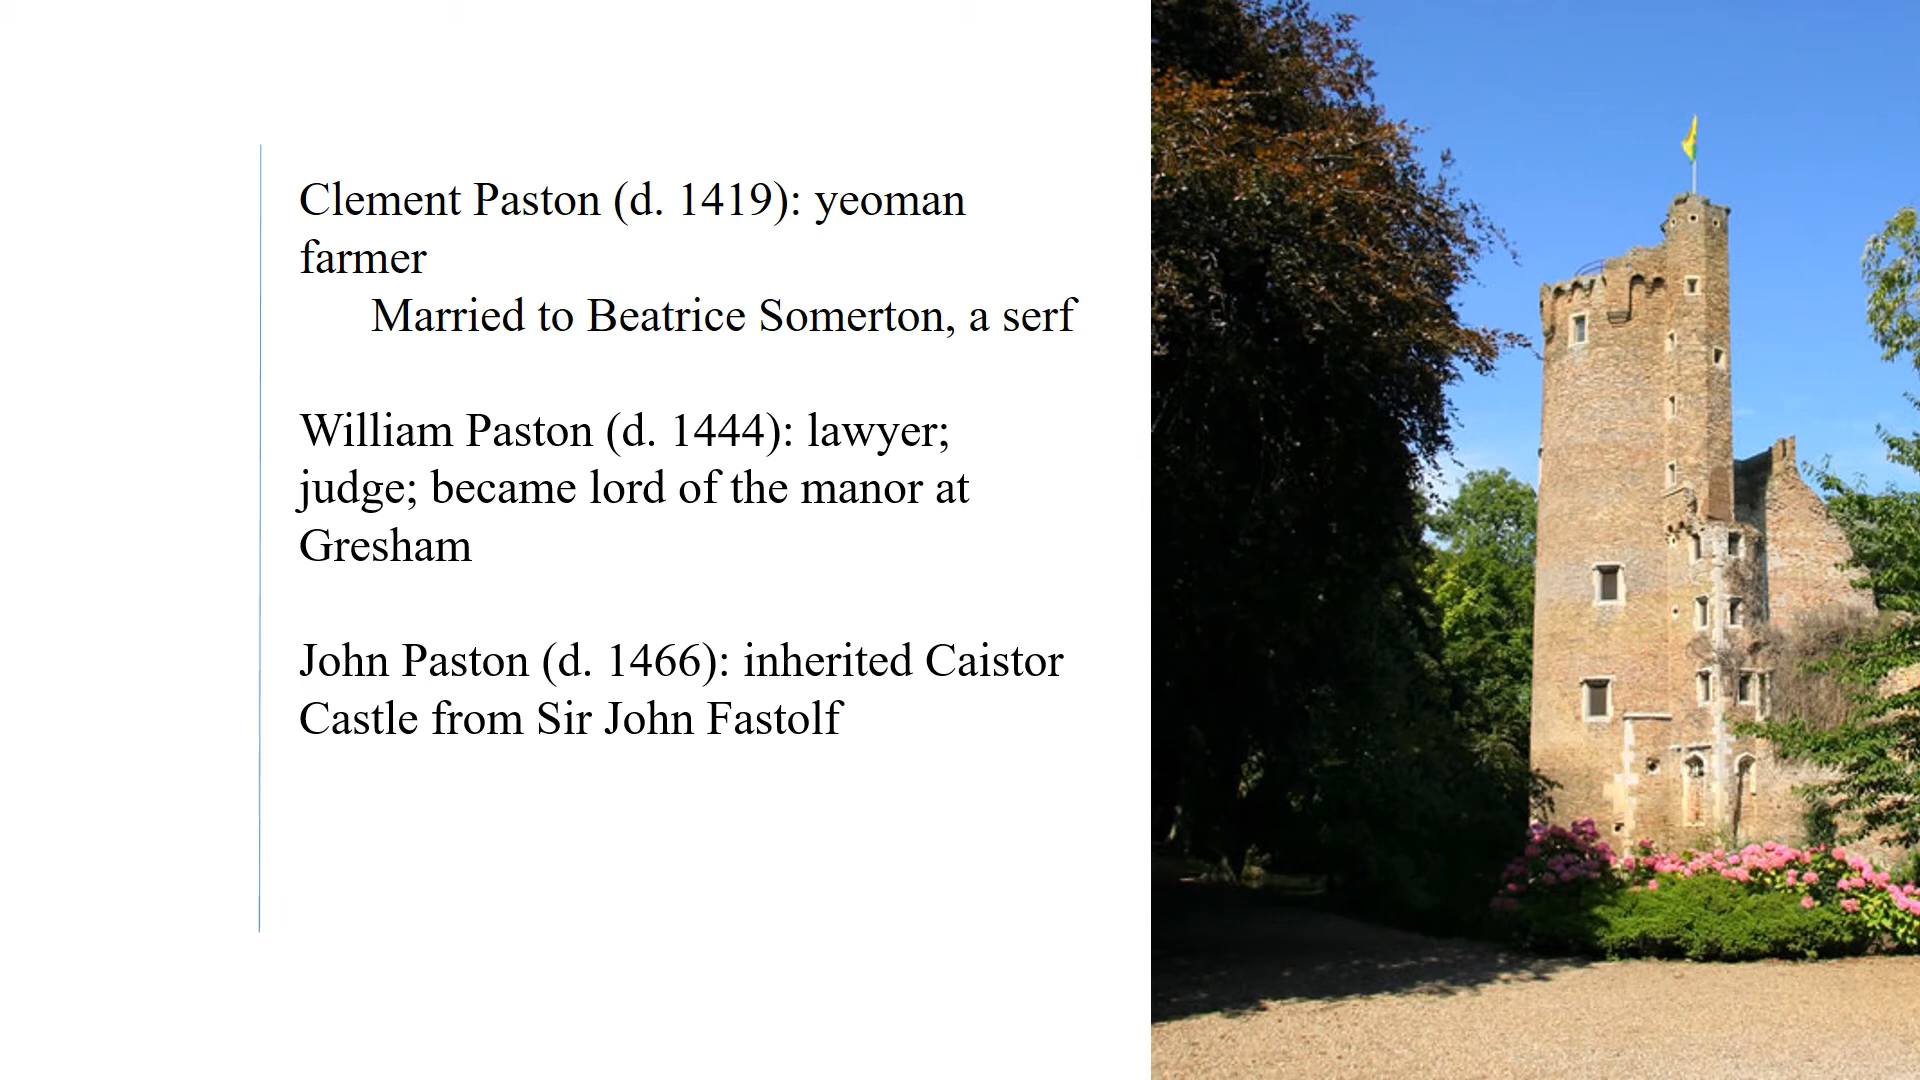 Clement Paston (d. 1419): yeoman
farmer
Married to Beatrice Somerton, a serf
William Paston (d. 1444): lawyer;
judge; became lord of the manor at
Gresham
John Paston (d. 1466): inherited Caistor
Castle from Sir John Fastolf